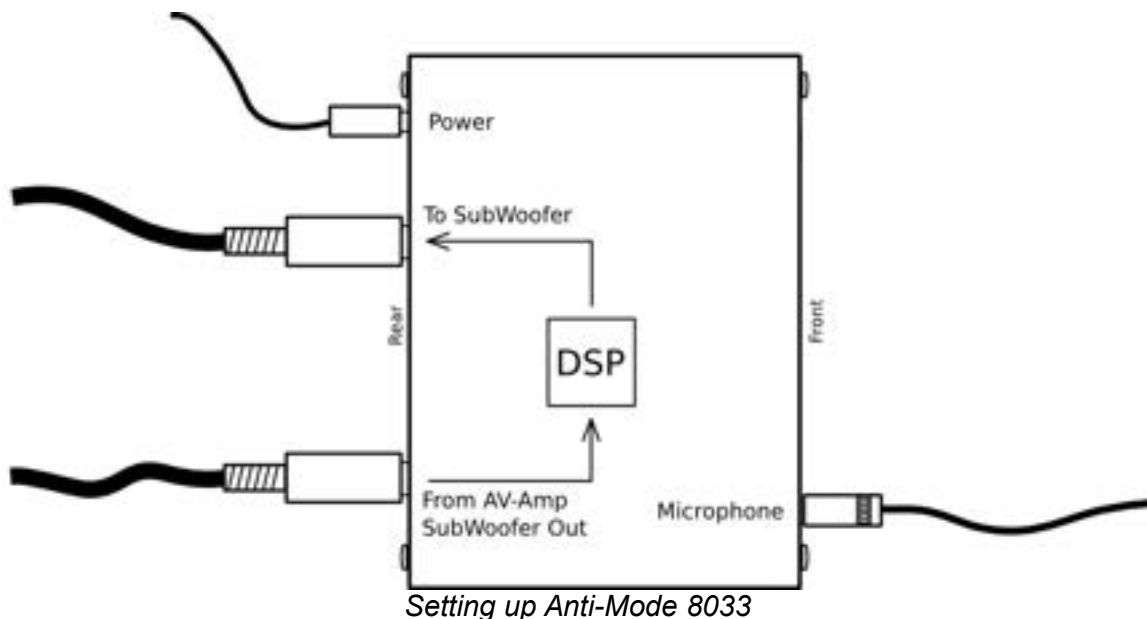 Power
To SubWoofer
Rear
DSP
Front
From AV-Amp
SubWoofer Out
Microphone
Setting up Anti-Mode 8033